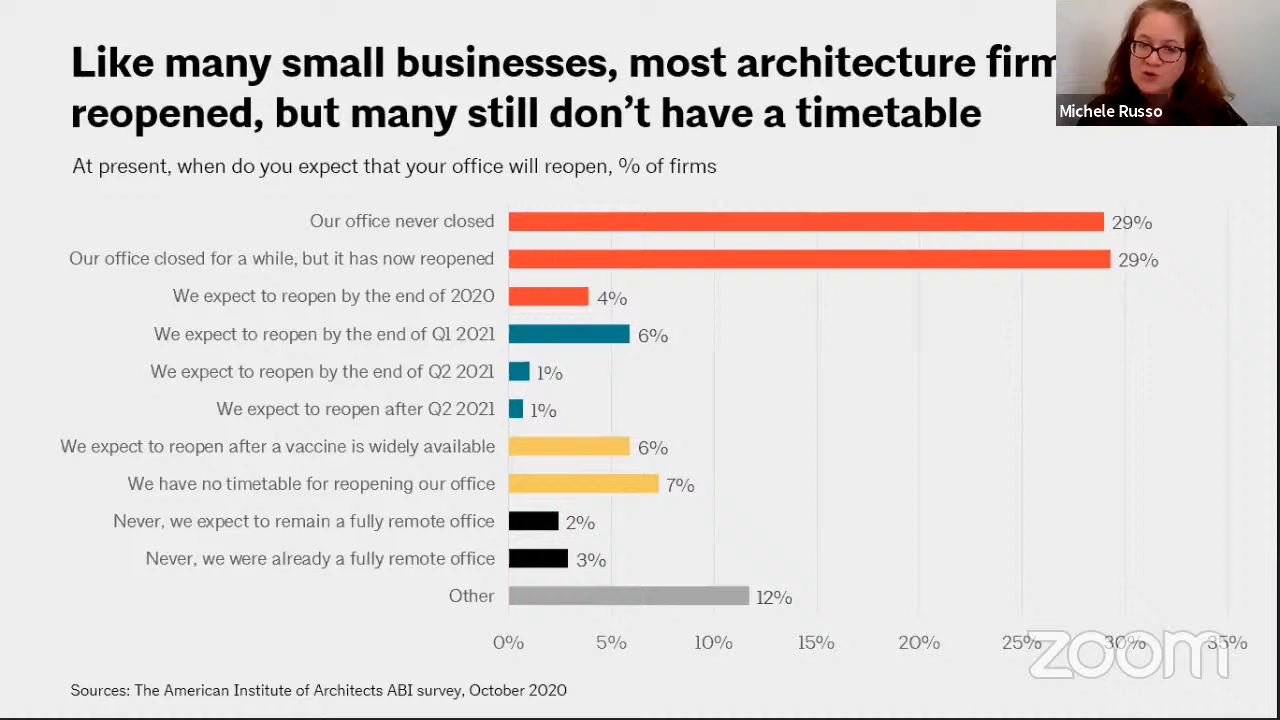 Like many small businesses, most architecture firm
reopened, but many still don't have a timetable
Michele Russo
At present, when do you expect that your office will reopen, % of firms
Our office never closed 29%
Our office closed for a while, but it has now reopened 29%
We expect to reopen by the end of 2020 4%
We expect to reopen by the end of Q1 2021 6%
We expect to reopen by the end of Q2 2021 1%
We expect to reopen after Q2 2021 1%
We expect to reopen after a vaccine is widely available 6%
We have no timetable for reopening our office 7%
Never, we expect to remain a fully remote office 2%
Never, we were already a fully remote office 3%
Other 12%
0% 5% 10% 15% 20% 25% 30% 35%
zoom
Sources: The American Institute of Architects ABI survey, October 2020